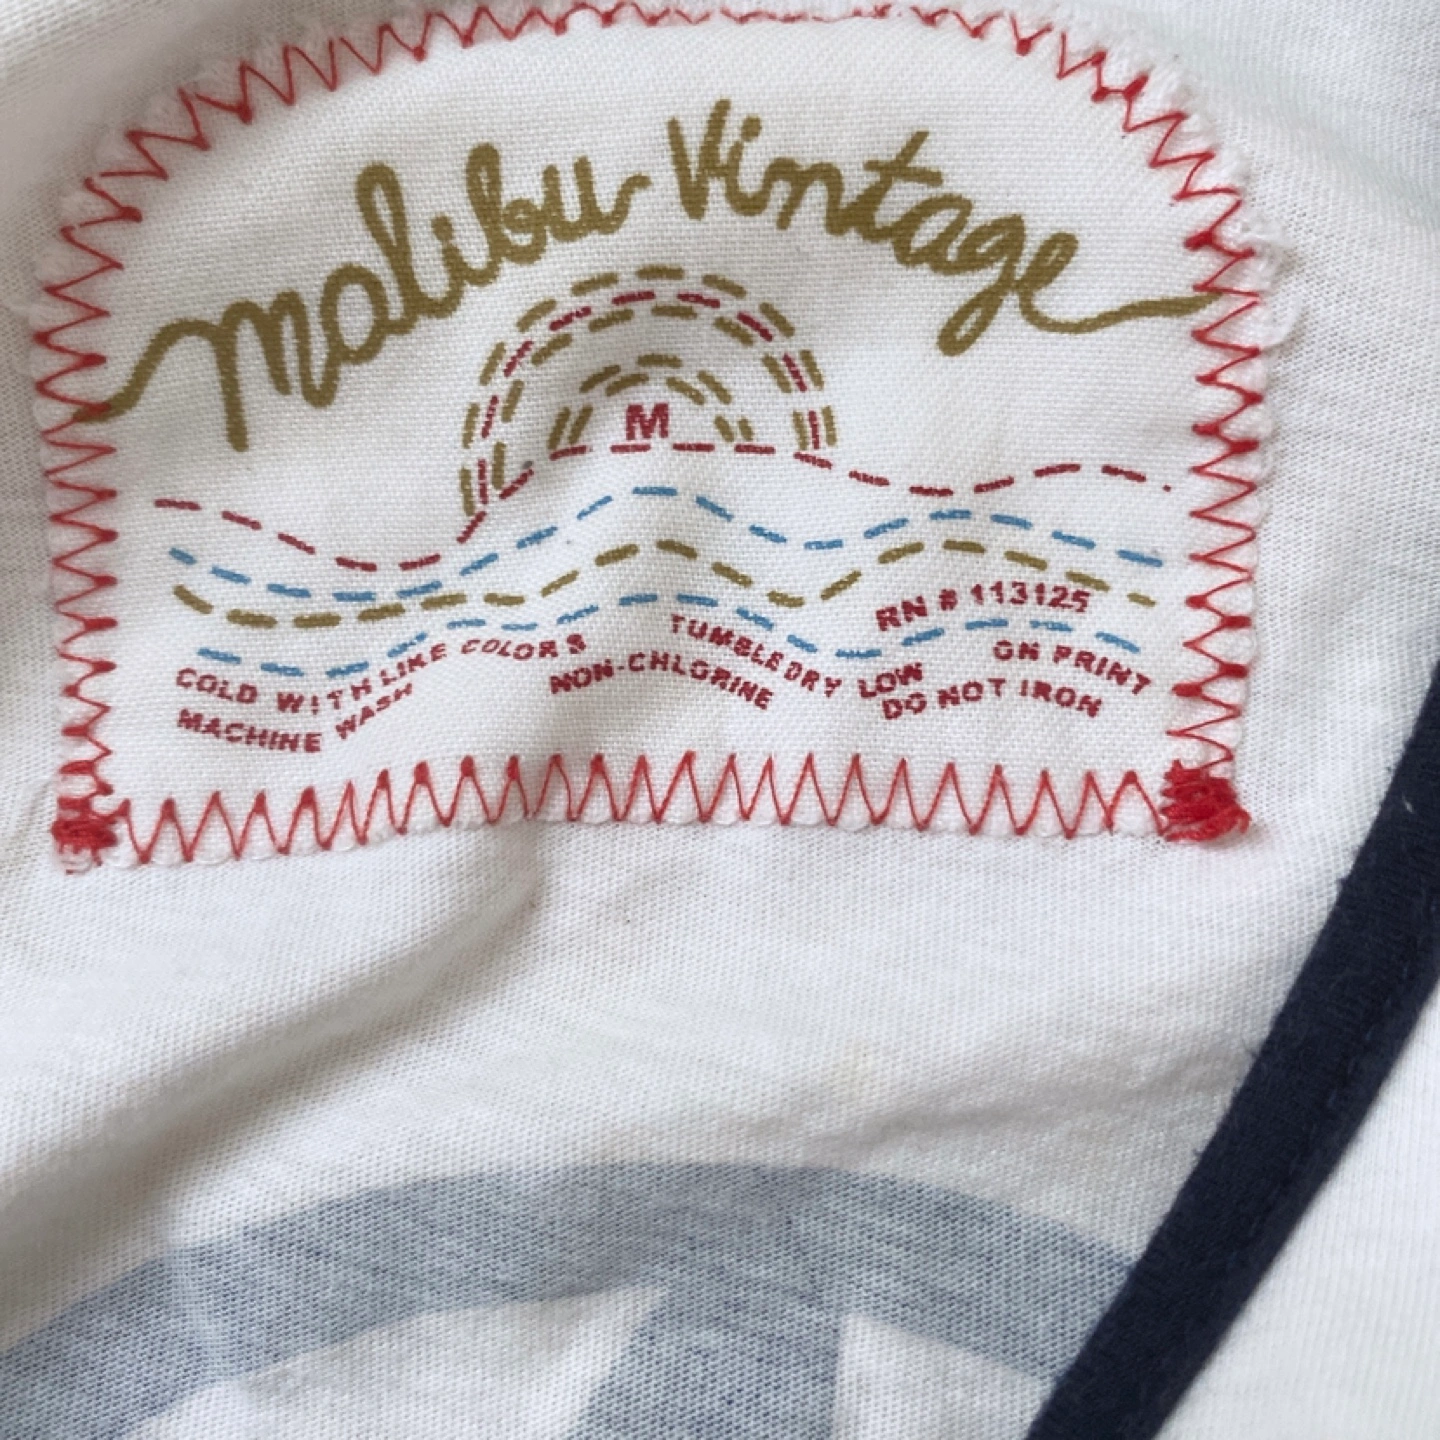 malibu Vintage
M
RN # 113125
MACHINE WASH
COLD WITH LIKE COLORS
NON-CHLORINE
TUMBLE DRY LOW
DO NOT IRON
ON PRINT